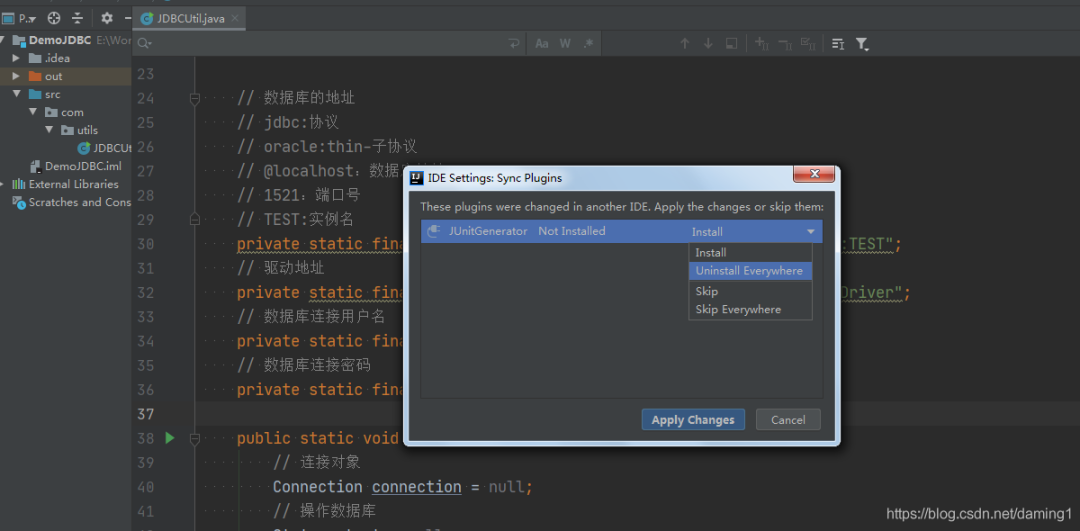 P..
JDBCUtil.java
DemoJDBC E:\Wor
.idea
out
src
com
utils
JDBCUt
DemoJDBC.iml
External Libraries
Scratches and Cons
Aa W .*
23
24 // 数据库的地址
25 // jdbc:协议
26 // oracle:thin-子协议
27 // @localhost：数据
28 // 1521：端口号
29 // TEST:实例名
30 private static fina :TEST";
31 // 驱动地址
32 private static fina Driver";
33 // 数据库连接用户名
34 private static fina
35 // 数据库连接密码
36 private static fina
37
38 public static void
39 // 连接对象
40 Connection connection = null;
41 // 操作数据库
IDE Settings: Sync Plugins
These plugins were changed in another IDE. Apply the changes or skip them:
JUnitGenerator Not Installed Install
Install
Uninstall Everywhere
Skip
Skip Everywhere
Apply Changes Cancel
https://blog.csdn.net/daming1